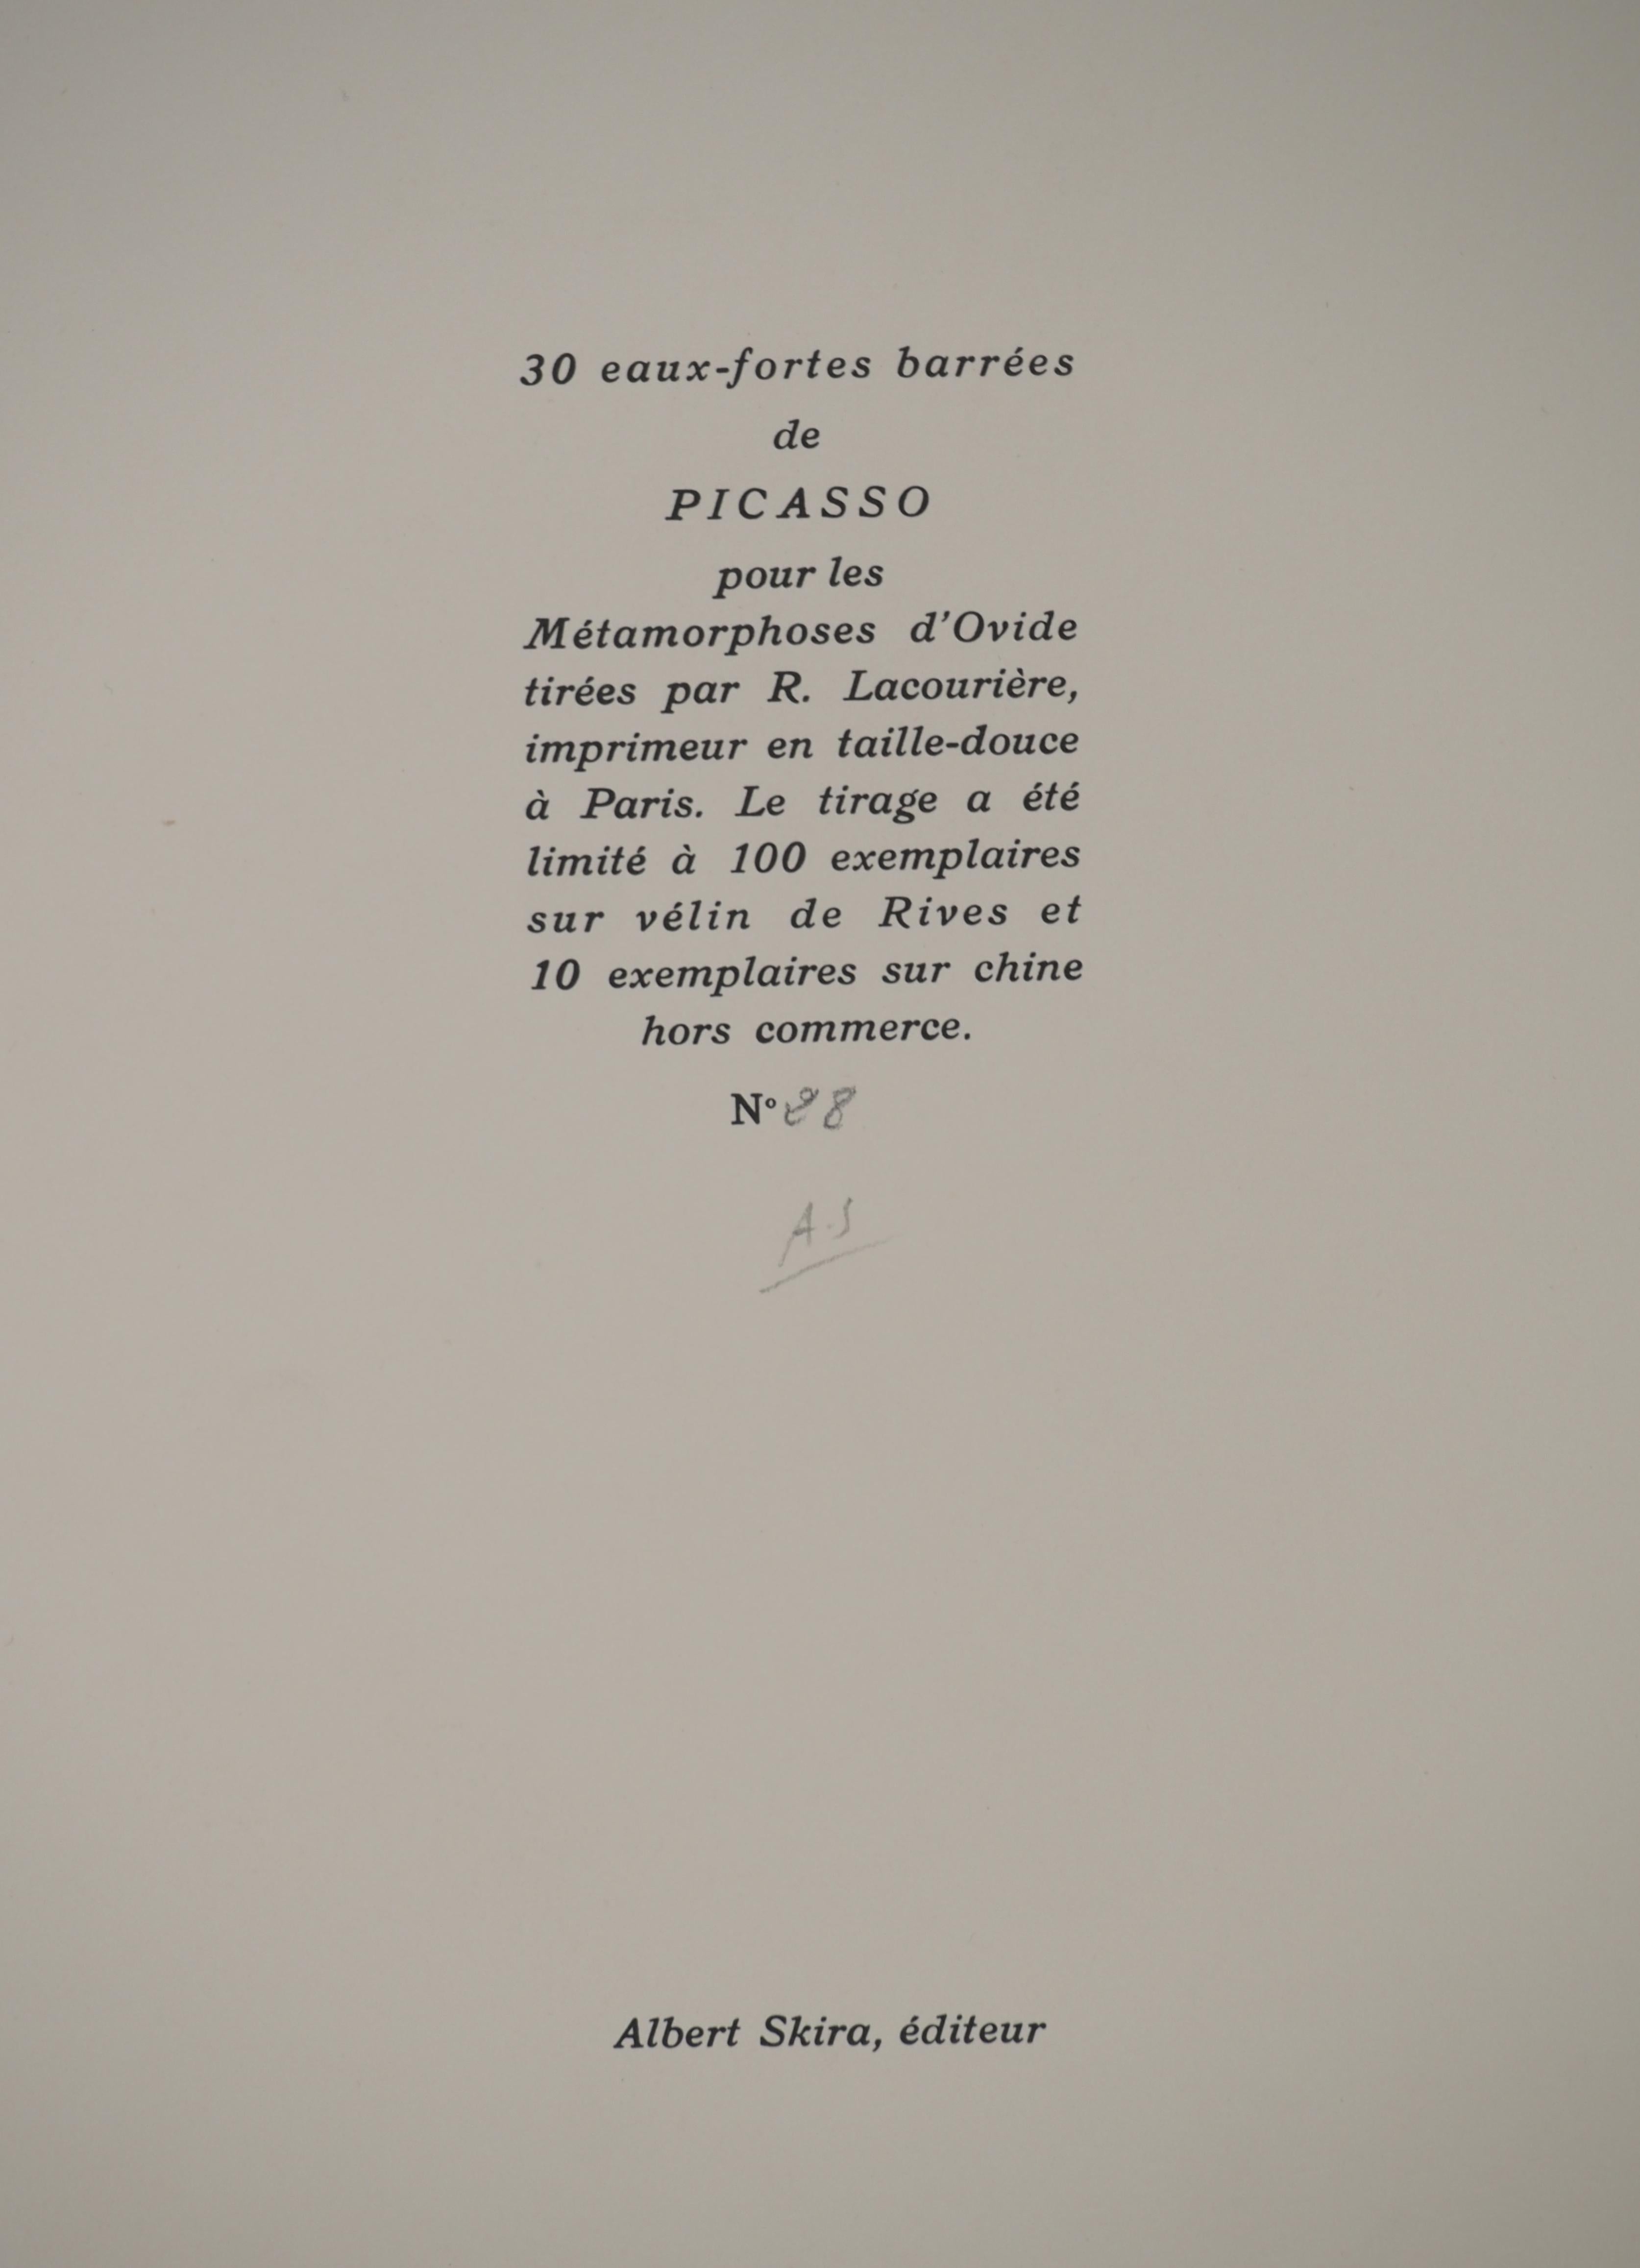 30 eaux-fortes barrées
de
PICASSO
pour les
Métamorphoses d'Ovide
tirées par R. Lacourière,
imprimeur en taille-douce
à Paris. Le tirage a été
limité à 100 exemplaires
sur vélin de Rives et
10 exemplaires sur chine
hors commerce.
Nº 88
A.S
Albert Skira, éditeur